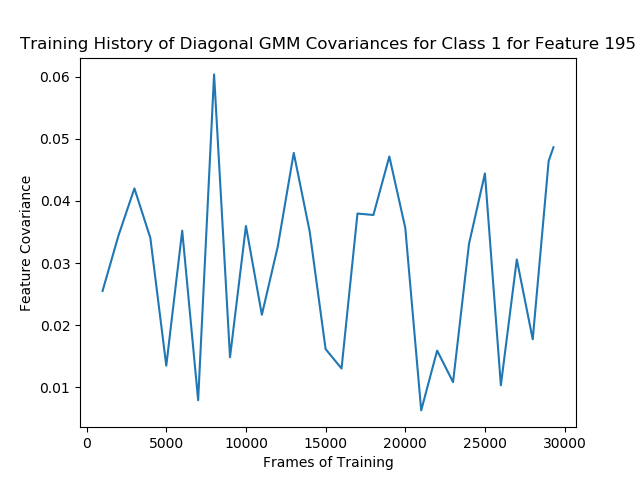 Training History of Diagonal GMM Covariances for Class 1 for Feature 195
0.06
0.05
0.04
0.03
0.02
0.01
Feature Covariance
0 5000 10000 15000 20000 25000 30000
Frames of Training